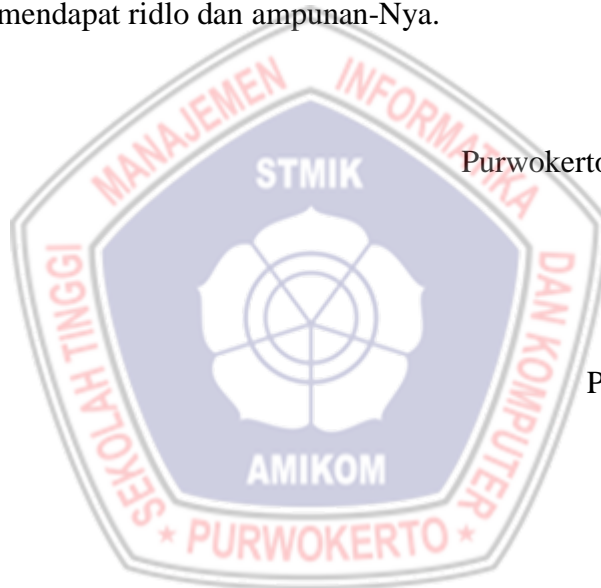 mendapat ridlo dan ampunan-Nya.
MANAJEMEN INFORMATIKA
STMIK
Purwokerto
SEKOLAH TINGGI
DAN KOMPUTER
P
AMIKOM
★ PURWOKERTO ★